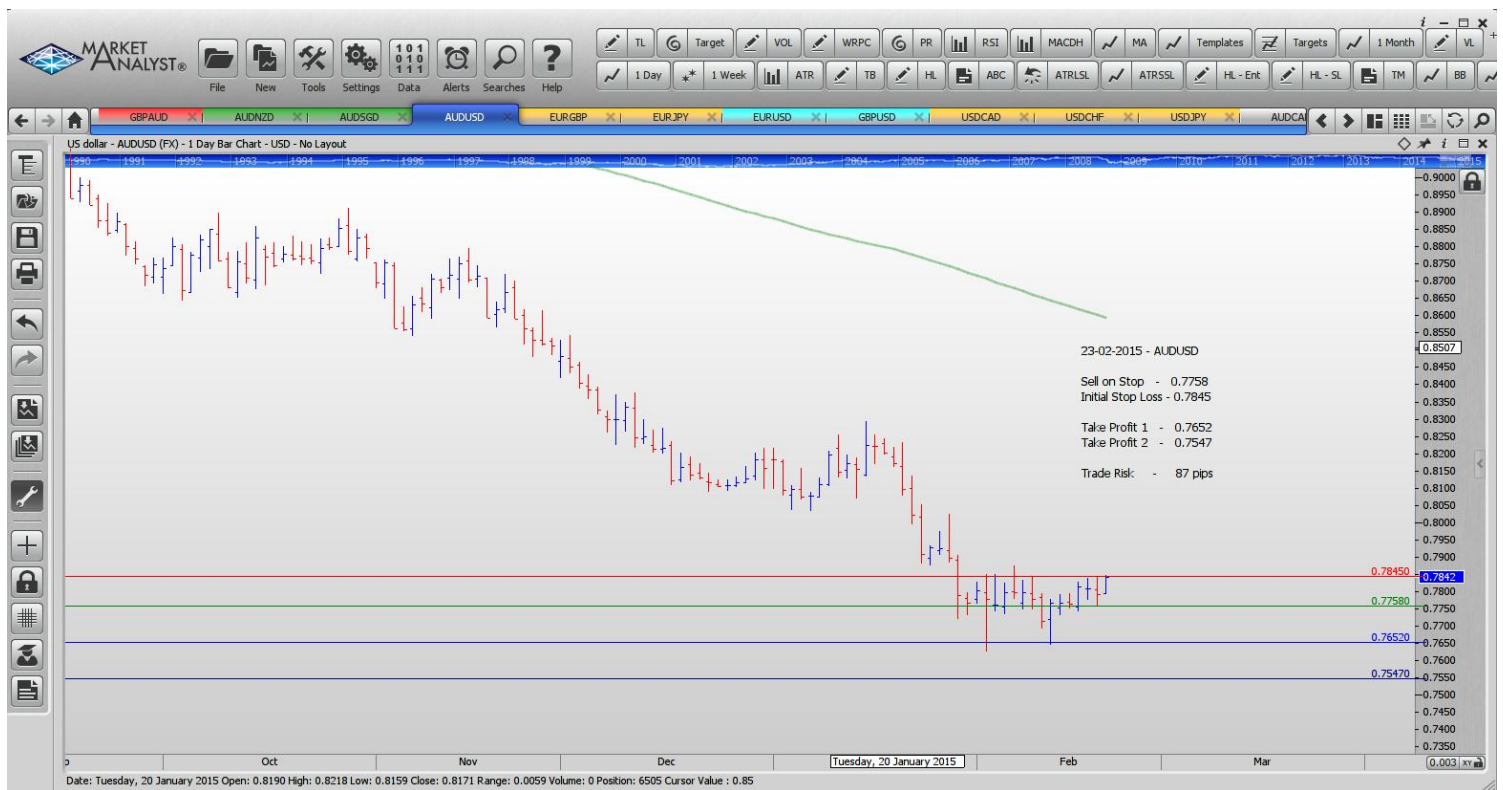 i
MARKET ANALYST®
File New Tools Settings Data Alerts Searches Help
101
010
111
?
TL Target VOL WRPC PR RSI MACDH MA Templates Targets 1 Month VL
1 Day 1 Week ATR TB HL ABC ATRLSL ATRSSL HL - Ent HL - SL TM BB
GBPAUD AUDNZD AUDSGD AUDUSD EURGBP EURJPY EURUSD GBPUSD USDCAD USDCHF USDJPY AUDCA
US dollar - AUDUSD (FX) - 1 Day Bar Chart - USD - No Layout
1990 1991 1992 1993 1994 1995 1996 1997 1998 1999 2000 2001 2002 2003 2004 2005 2006 2007 2008 2009 2010 2011 2012 2013 2014 2015
0.9000
0.8950
0.8900
0.8850
0.8800
0.8750
0.8700
0.8650
0.8600
0.8550
0.8507
0.8450
0.8400
0.8350
0.8300
0.8250
0.8200
0.8150
0.8100
0.8050
0.8000
0.7950
0.7900
0.7842
0.7800
0.7750
0.7700
0.7650
0.7600
0.7550
0.7500
0.7450
0.7400
0.7350
23-02-2015 - AUDUSD
Sell on Stop - 0.7758
Initial Stop Loss - 0.7845
Take Profit 1 - 0.7652
Take Profit 2 - 0.7547
Trade Risk - 87 pips
0.78450
0.77580
0.76520
0.75470
Oct Nov Dec Tuesday, 20 January 2015 Feb Mar
0.003 XY
Date: Tuesday, 20 January 2015 Open: 0.8190 High: 0.8218 Low: 0.8159 Close: 0.8171 Range: 0.0059 Volume: 0 Position: 6505 Cursor Value : 0.85